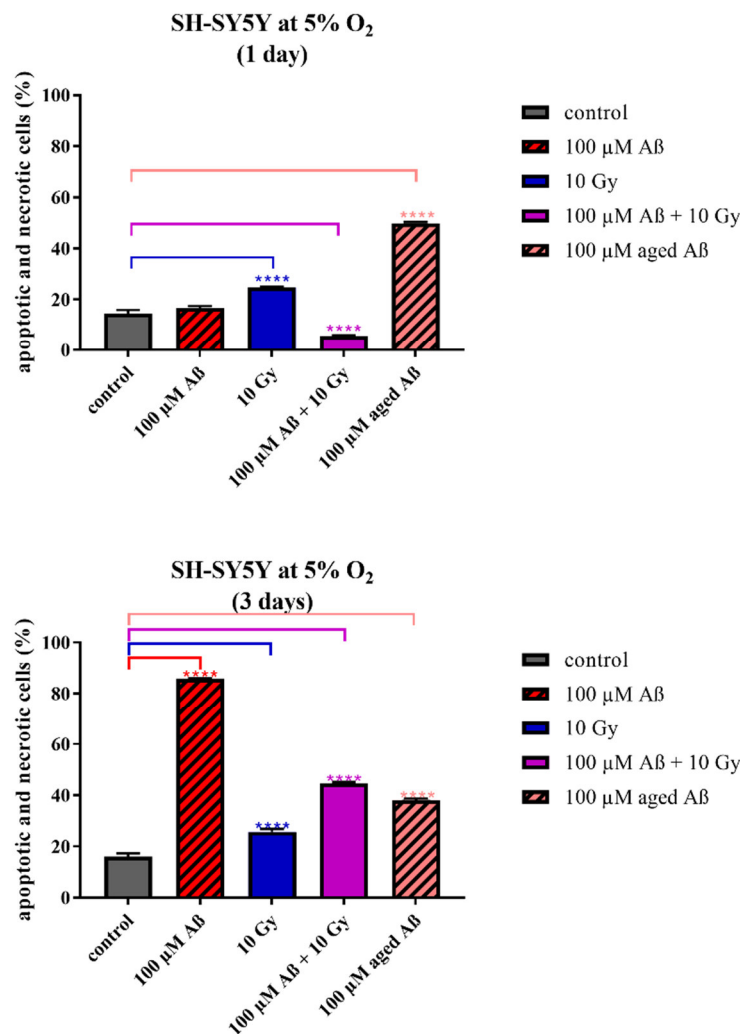 SH-SY5Y at 5% O₂
(1 day)
apoptotic and necrotic cells (%)
100
80
60
40
20
0
****
****
****
control
100 µM Aß
10 Gy
100 µM Aß + 10 Gy
100 µM aged Aß
control
100 µM Aß
10 Gy
100 µM Aß + 10 Gy
100 µM aged Aß
SH-SY5Y at 5% O₂
(3 days)
apoptotic and necrotic cells (%)
100
80
60
40
20
0
****
****
****
****
control
100 µM Aß
10 Gy
100 µM Aß + 10 Gy
100 µM aged Aß
control
100 µM Aß
10 Gy
100 µM Aß + 10 Gy
100 µM aged Aß